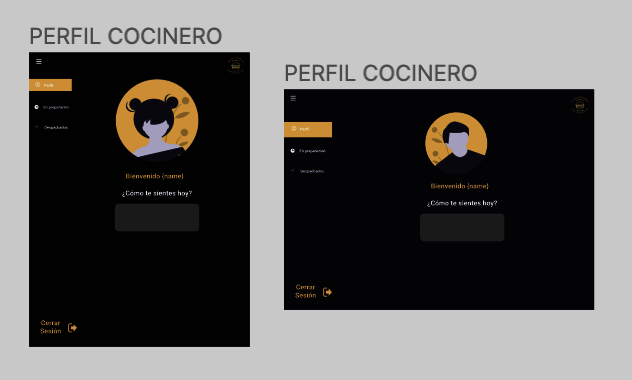 PERFIL COCINERO
Perfil
En preparación
Despachados
Bienvenido {name}
¿Cómo te sientes hoy?
Cerrar
Sesión
PERFIL COCINERO
Perfil
En preparación
Despachados
Bienvenido {name}
¿Cómo te sientes hoy?
Cerrar
Sesión